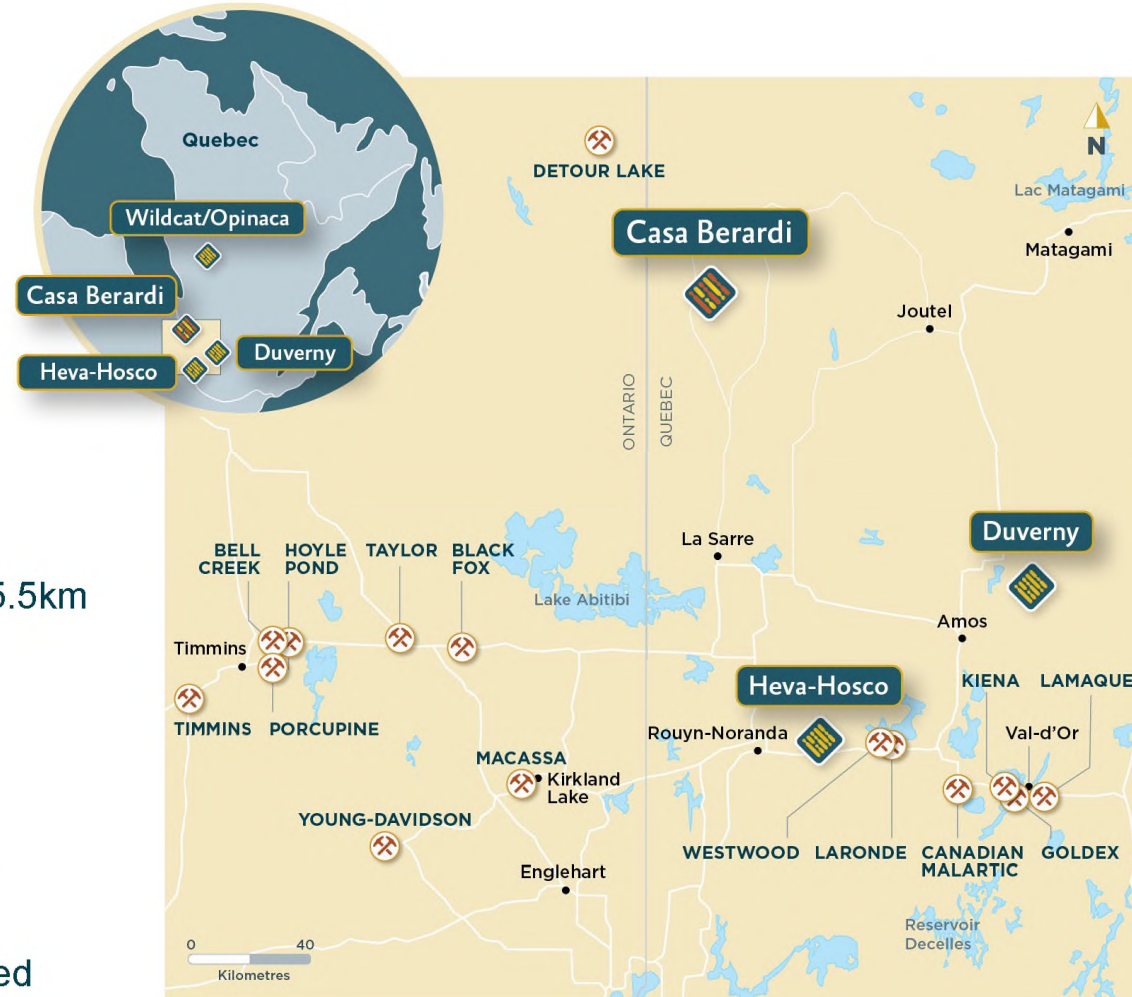 Quebec
Wildcat/Opinaca
Casa Berardi
Duverny
Heva-Hosco
5.5km
ed
DETOUR LAKE
N
Lac Matagami
Casa Berardi
Matagami
Joutel
ONTARIO
QUEBEC
La Sarre
Duverny
BELL
CREEK
HOYLE
POND
TAYLOR
BLACK
FOX
Lake Abitibi
Amos
Timmins
Heva-Hosco
KIENA
LAMAQUE
TIMMINS
PORCUPINE
Rouyn-Noranda
Val-d'Or
MACASSA
Kirkland
Lake
YOUNG-DAVIDSON
WESTWOOD
LARONDE
CANADIAN
MALARTIC
GOLDEX
Englehart
Reservoir
Decelles
0
40
Kilometres